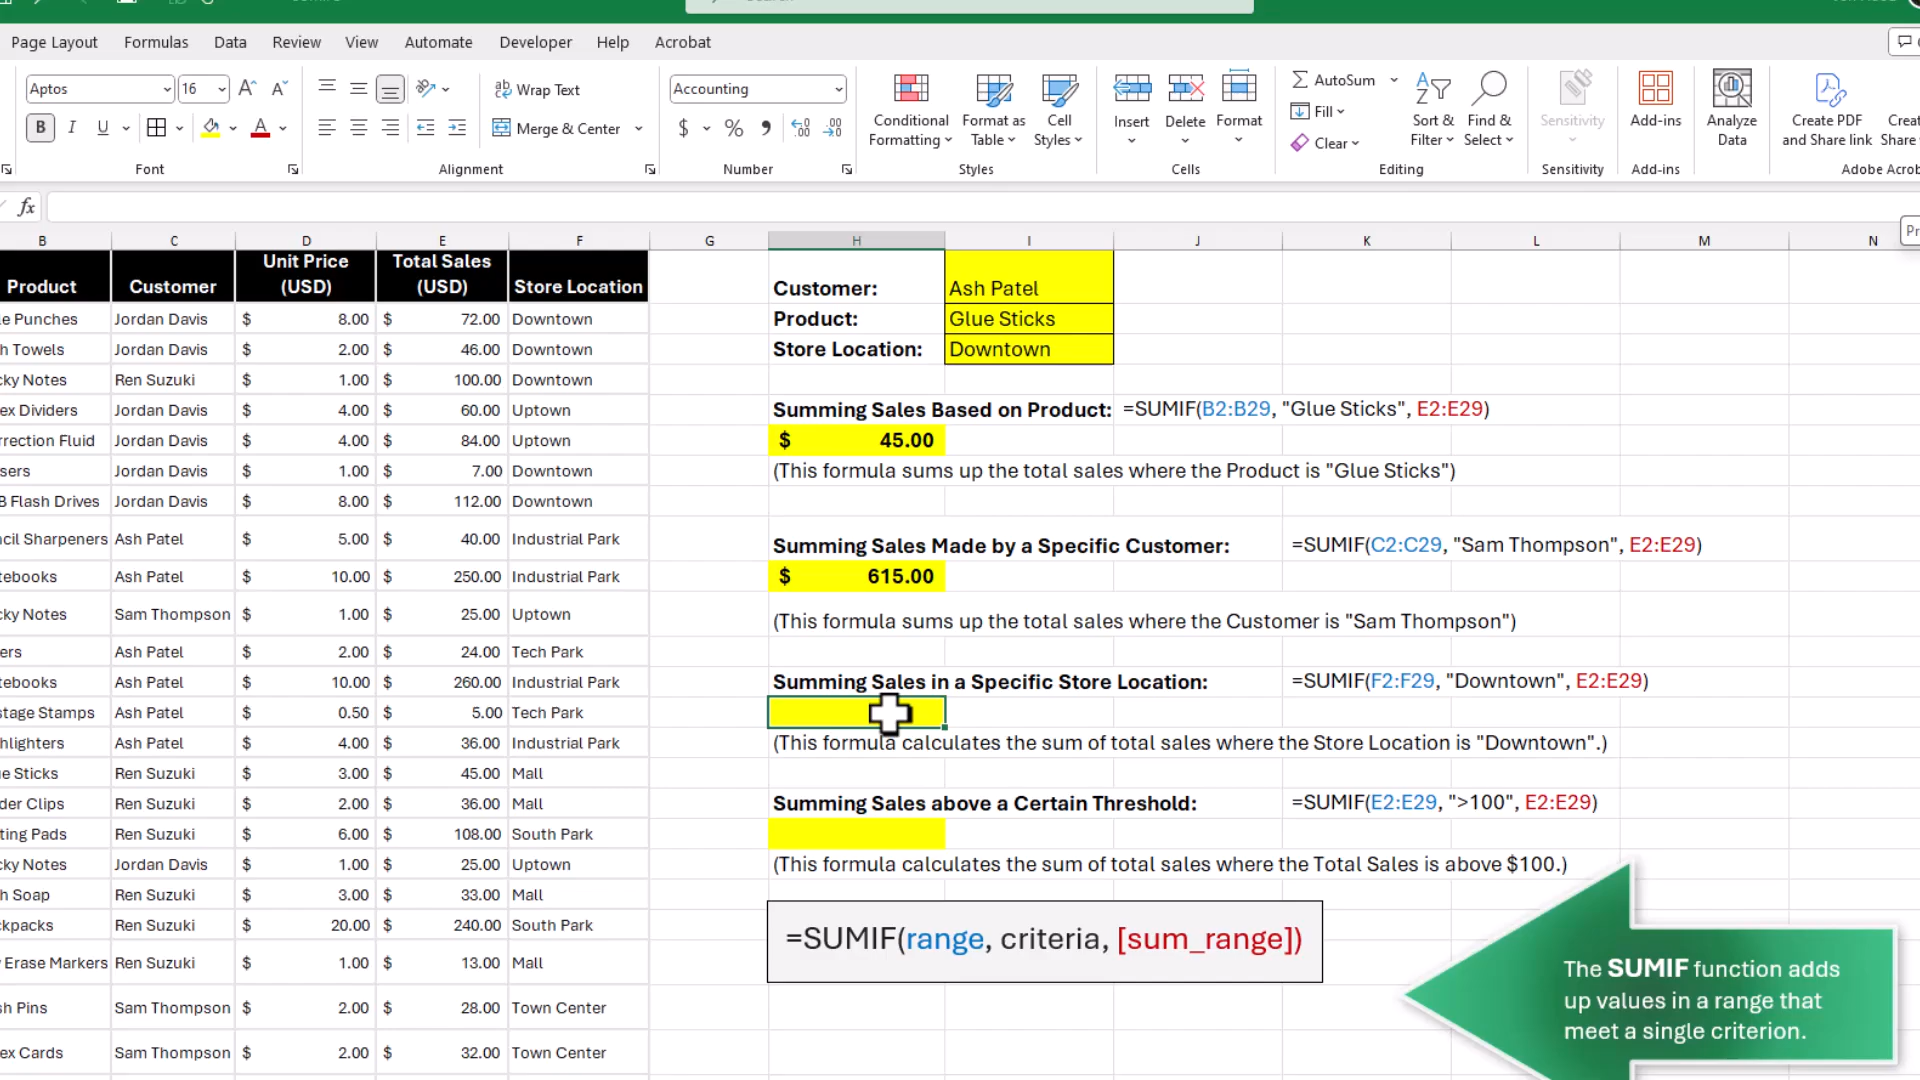 Page Layout Formulas Data Review View Automate Developer Help Acrobat
Aptos 16 Wrap Text Accounting AutoSum
Conditional Formatting Format as Table Cell Styles Insert Delete Format Fill Clear Sort & Filter Find & Select Sensitivity Add-ins Analyze Data Create PDF and Share link
B I U Merge & Center $ %
Font Alignment Number Styles Cells Editing Sensitivity Add-ins
fx
B C D E F G H I J K L M N
Product Customer Unit Price (USD) Total Sales (USD) Store Location
e Punches Jordan Davis $ 8.00 $ 72.00 Downtown
h Towels Jordan Davis $ 2.00 $ 46.00 Downtown
ky Notes Ren Suzuki $ 1.00 $ 100.00 Downtown
ex Dividers Jordan Davis $ 4.00 $ 60.00 Uptown
rrection Fluid Jordan Davis $ 4.00 $ 84.00 Uptown
sers Jordan Davis $ 1.00 $ 7.00 Downtown
B Flash Drives Jordan Davis $ 8.00 $ 112.00 Downtown
cil Sharpeners Ash Patel $ 5.00 $ 40.00 Industrial Park
tebooks Ash Patel $ 10.00 $ 250.00 Industrial Park
ky Notes Sam Thompson $ 1.00 $ 25.00 Uptown
ers Ash Patel $ 2.00 $ 24.00 Tech Park
tebooks Ash Patel $ 10.00 $ 260.00 Industrial Park
stage Stamps Ash Patel $ 0.50 $ 5.00 Tech Park
hlighters Ash Patel $ 4.00 $ 36.00 Industrial Park
e Sticks Ren Suzuki $ 3.00 $ 45.00 Mall
der Clips Ren Suzuki $ 2.00 $ 36.00 Mall
ting Pads Ren Suzuki $ 6.00 $ 108.00 South Park
ky Notes Jordan Davis $ 1.00 $ 25.00 Uptown
h Soap Ren Suzuki $ 3.00 $ 33.00 Mall
kpacks Ren Suzuki $ 20.00 $ 240.00 South Park
Erase Markers Ren Suzuki $ 1.00 $ 13.00 Mall
sh Pins Sam Thompson $ 2.00 $ 28.00 Town Center
ex Cards Sam Thompson $ 2.00 $ 32.00 Town Center
Customer: Ash Patel
Product: Glue Sticks
Store Location: Downtown
Summing Sales Based on Product: =SUMIF(B2:B29, "Glue Sticks", E2:E29)
$ 45.00
(This formula sums up the total sales where the Product is "Glue Sticks")
Summing Sales Made by a Specific Customer: =SUMIF(C2:C29, "Sam Thompson", E2:E29)
$ 615.00
(This formula sums up the total sales where the Customer is "Sam Thompson")
Summing Sales in a Specific Store Location: =SUMIF(F2:F29, "Downtown", E2:E29)
(This formula calculates the sum of total sales where the Store Location is "Downtown".)
Summing Sales above a Certain Threshold: =SUMIF(E2:E29, ">100", E2:E29)
(This formula calculates the sum of total sales where the Total Sales is above $100.)
=SUMIF(range, criteria, [sum_range])
The SUMIF function adds
up values in a range that
meet a single criterion.